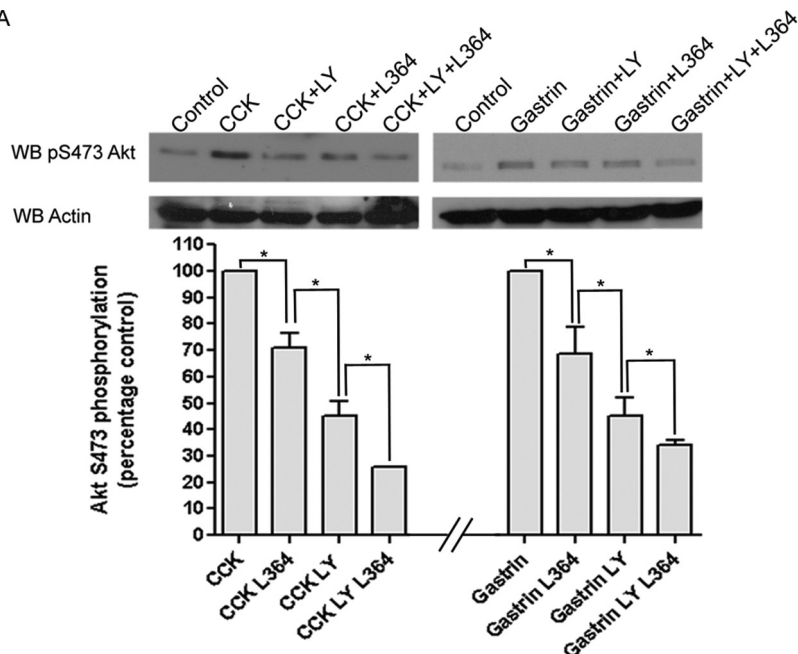 A
Control
CCK
CCK+LY
CCK+L364
CCK+LY+L364
Control
Gastrin
Gastrin+LY
Gastrin+L364
Gastrin+LY+L364
WB pS473 Akt
WB Actin
Akt S473 phosphorylation
(percentage control)
110
100
90
80
70
60
50
40
30
20
10
0
*
*
*
*
*
*
CCK
CCK L364
CCK LY
CCK LY L364
Gastrin
Gastrin L364
Gastrin LY
Gastrin LY L364